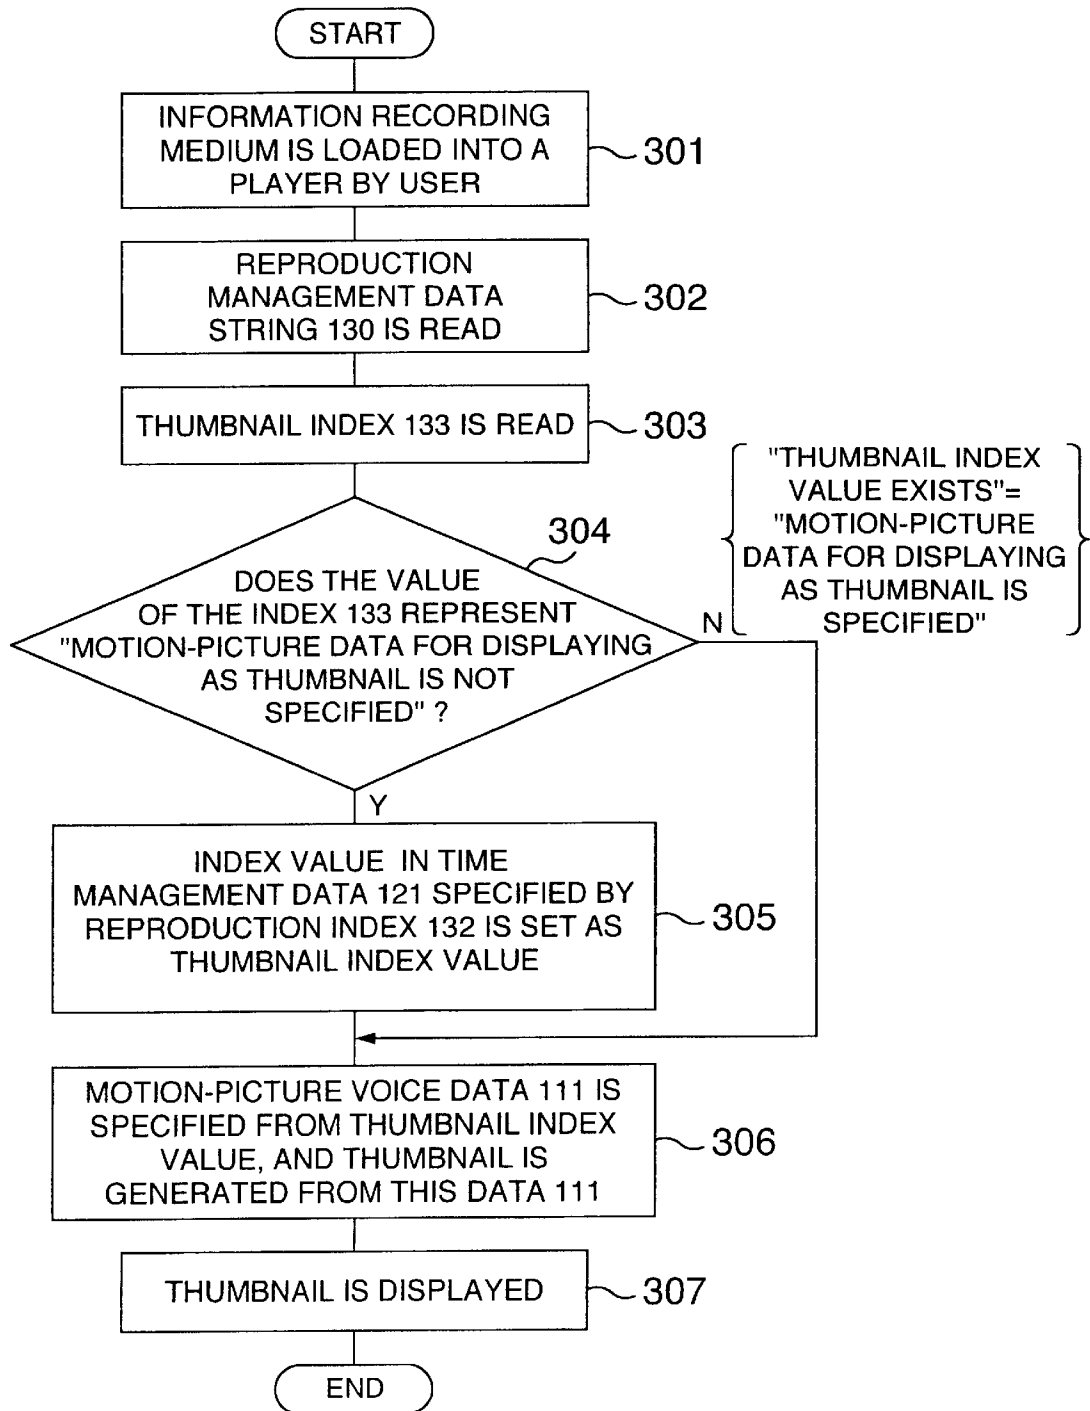 START
INFORMATION RECORDING
MEDIUM IS LOADED INTO A
PLAYER BY USER
301
REPRODUCTION
MANAGEMENT DATA
STRING 130 IS READ
302
THUMBNAIL INDEX 133 IS READ
303
"THUMBNAIL INDEX
VALUE EXISTS"=
"MOTION-PICTURE
DATA FOR DISPLAYING
AS THUMBNAIL IS
SPECIFIED"
304
DOES THE VALUE
OF THE INDEX 133 REPRESENT
"MOTION-PICTURE DATA FOR DISPLAYING
AS THUMBNAIL IS NOT
SPECIFIED" ?
N
Y
INDEX VALUE IN TIME
MANAGEMENT DATA 121 SPECIFIED BY
REPRODUCTION INDEX 132 IS SET AS
THUMBNAIL INDEX VALUE
305
MOTION-PICTURE VOICE DATA 111 IS
SPECIFIED FROM THUMBNAIL INDEX
VALUE, AND THUMBNAIL IS
GENERATED FROM THIS DATA 111
306
THUMBNAIL IS DISPLAYED
307
END